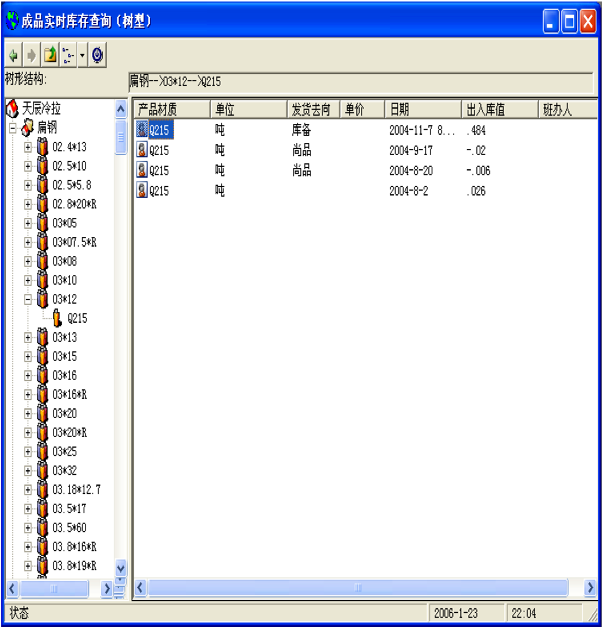 成品实时库存查询(树型)
树形结构:
扁钢-->03*12-->Q215
天辰冷拉
扁钢
02.4*13
02.5*10
02.5*5.8
02.8*20*R
03*05
03*07.5*R
03*08
03*10
03*12
Q215
03*13
03*15
03*16
03*16*R
03*20
03*20*R
03*25
03*32
03.18*12.7
03.5*17
03.5*60
03.8*16*R
03.8*19*R
产品材质 单位 发货去向 单价 日期 出入库值 班办人
Q215 吨 库备 2004-11-7 8... .484
Q215 吨 尚品 2004-9-17 -.02
Q215 吨 尚品 2004-8-20 -.006
Q215 吨 2004-8-2 .026
状态 2006-1-23 22:04